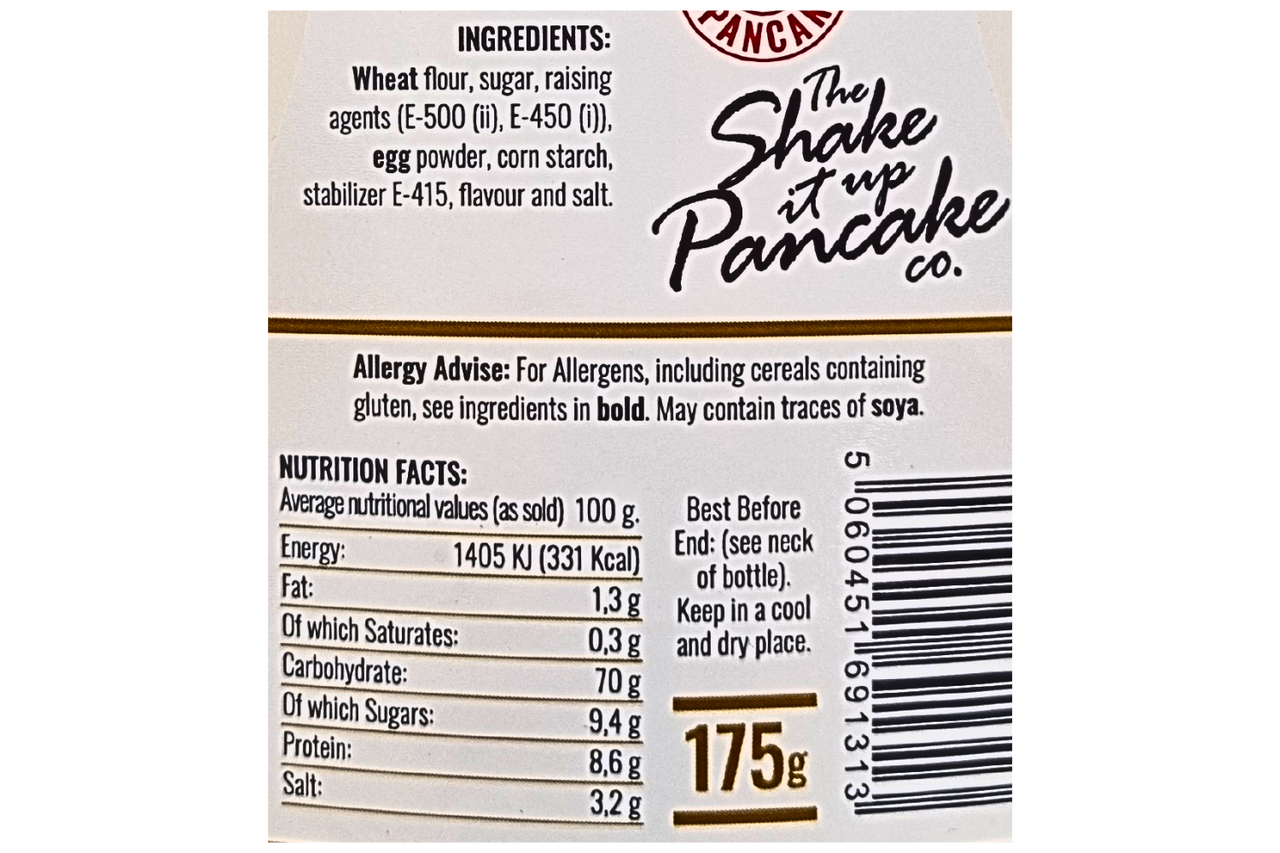 INGREDIENTS:
Wheat flour, sugar, raising
agents (E-500 (ii), E-450 (i)),
egg powder, corn starch,
stabilizer E-415, flavour and salt.
The
Shake
it up
Pancake
co.
Allergy Advise: For Allergens, including cereals containing
gluten, see ingredients in bold. May contain traces of soya.
NUTRITION FACTS:
Average nutritional values (as sold) 100 g.
Energy: 1405 KJ (331 Kcal)
Fat: 1,3 g
Of which Saturates: 0,3 g
Carbohydrate: 70 g
Of which Sugars: 9,4 g
Protein: 8,6 g
Salt: 3,2 g
Best Before
End: (see neck
of bottle).
Keep in a cool
and dry place.
175g
5 060451 691313